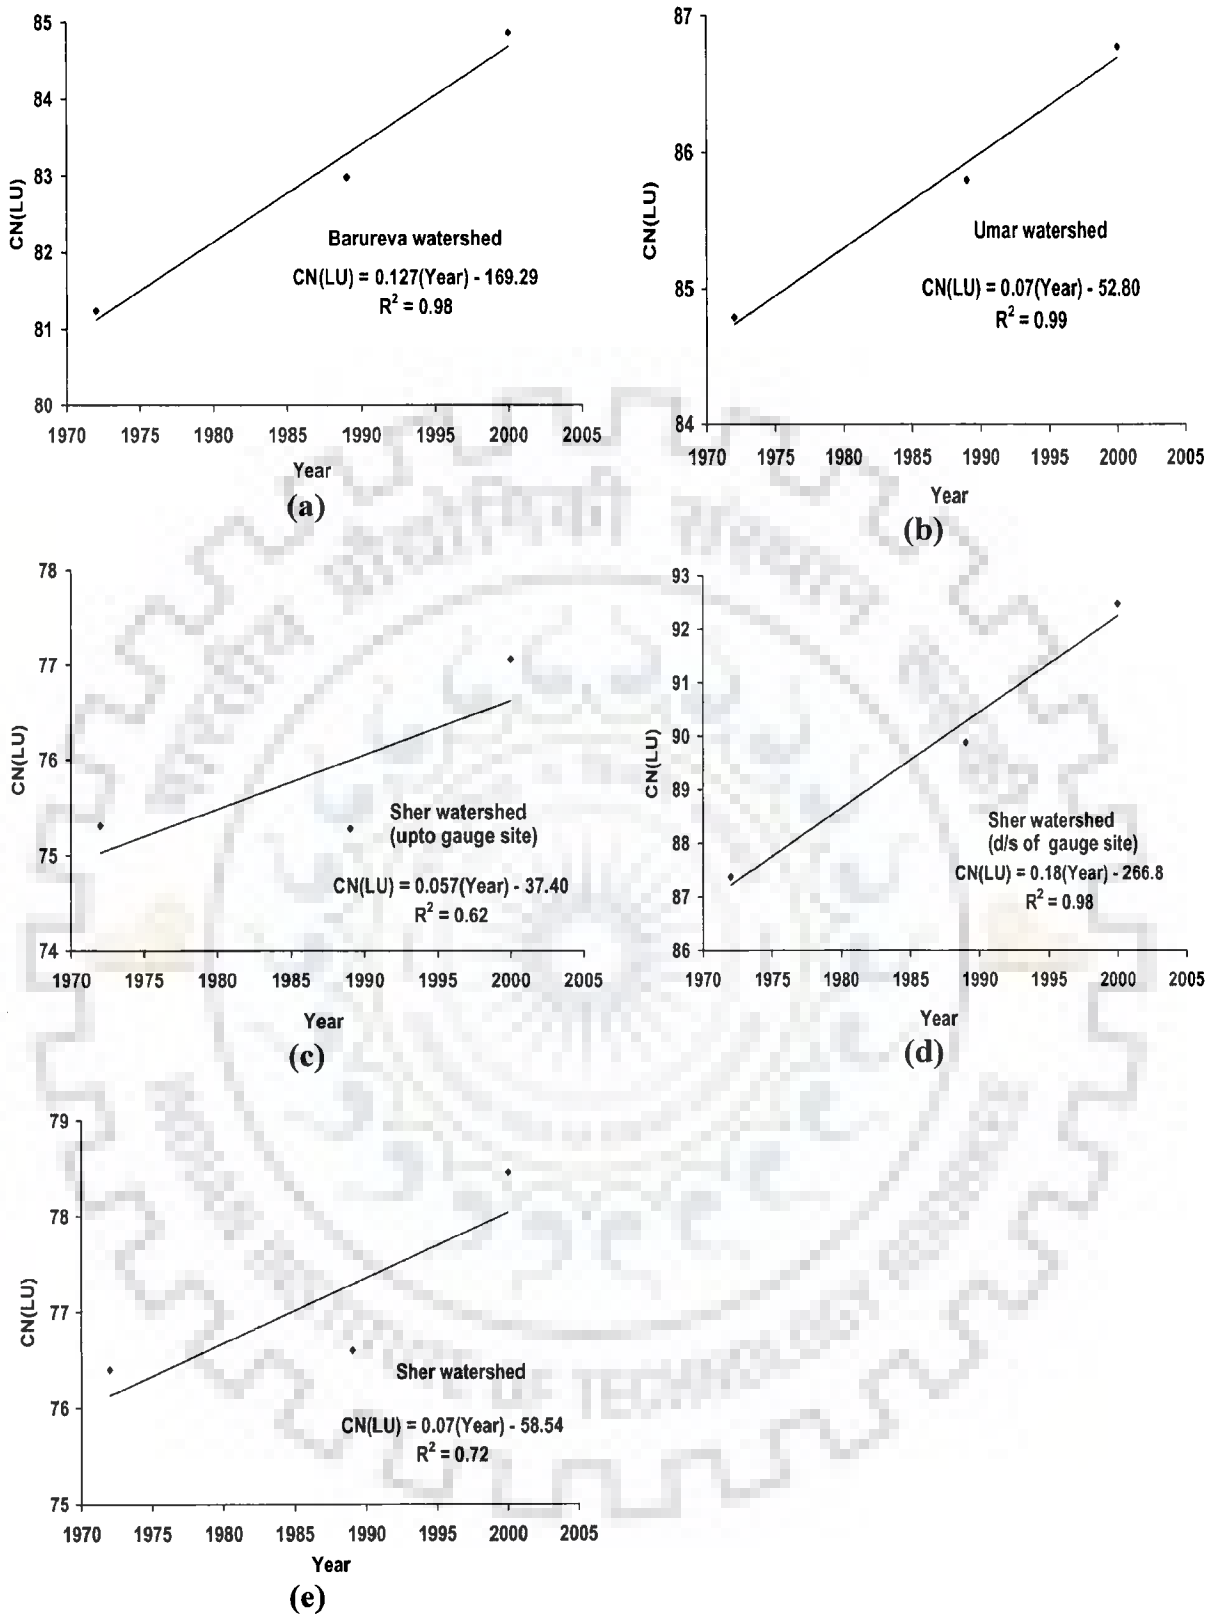 85
84
83
82
81
80
CN(LU)
Barureva watershed
CN(LU) = 0.127(Year) - 169.29
R² = 0.98
1970 1975 1980 1985 1990 1995 2000 2005
Year
(a)
87
86
85
84
CN(LU)
Umar watershed
CN(LU) = 0.07(Year) - 52.80
R² = 0.99
1970 1975 1980 1985 1990 1995 2000 2005
Year
(b)
78
77
76
75
74
CN(LU)
Sher watershed
(upto gauge site)
CN(LU) = 0.057(Year) - 37.40
R² = 0.62
1970 1975 1980 1985 1990 1995 2000 2005
Year
(c)
93
92
91
90
89
88
87
86
CN(LU)
Sher watershed
(d/s of gauge site)
CN(LU) = 0.18(Year) - 266.8
R² = 0.98
1970 1975 1980 1985 1990 1995 2000 2005
Year
(d)
79
78
77
76
75
CN(LU)
Sher watershed
CN(LU) = 0.07(Year) - 58.54
R² = 0.72
1970 1975 1980 1985 1990 1995 2000 2005
Year
(e)
OF TECHNOLOGY